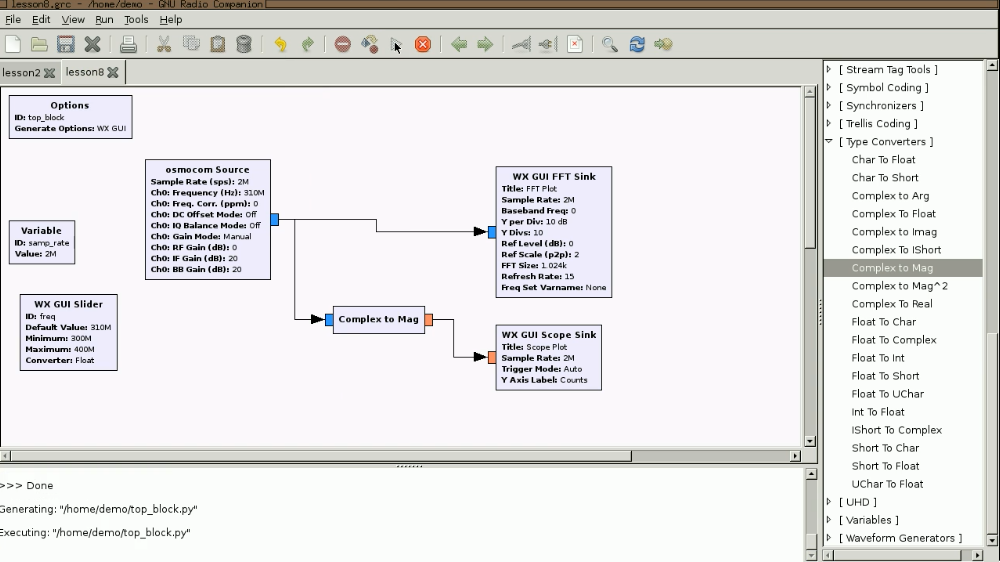 lesson8.grc - /home/demo - GNU Radio Companion
File Edit View Run Tools Help
lesson2 lesson8
Options
ID: top_block
Generate Options: WX GUI
osmocom Source
Sample Rate (sps): 2M
Ch0: Frequency (Hz): 310M
Ch0: Freq. Corr. (ppm): 0
Ch0: DC Offset Mode: Off
Ch0: IQ Balance Mode: Off
Ch0: Gain Mode: Manual
Ch0: RF Gain (dB): 0
Ch0: IF Gain (dB): 20
Ch0: BB Gain (dB): 20
WX GUI FFT Sink
Title: FFT Plot
Sample Rate: 2M
Baseband Freq: 0
Y per Div: 10 dB
Y Divs: 10
Ref Level (dB): 0
Ref Scale (p2p): 2
FFT Size: 1.024k
Refresh Rate: 15
Freq Set Varname: None
Variable
ID: samp_rate
Value: 2M
WX GUI Slider
ID: freq
Default Value: 310M
Minimum: 300M
Maximum: 400M
Converter: Float
Complex to Mag
WX GUI Scope Sink
Title: Scope Plot
Sample Rate: 2M
Trigger Mode: Auto
Y Axis Label: Counts
>>> Done
Generating: "/home/demo/top_block.py"
Executing: "/home/demo/top_block.py"
[ Stream Tag Tools ]
[ Symbol Coding ]
[ Synchronizers ]
[ Trellis Coding ]
[ Type Converters ]
Char To Float
Char To Short
Complex to Arg
Complex To Float
Complex to Imag
Complex To IShort
Complex to Mag
Complex to Mag^2
Complex To Real
Float To Char
Float To Complex
Float To Int
Float To Short
Float To UChar
Int To Float
IShort To Complex
Short To Char
Short To Float
UChar To Float
[ UHD ]
[ Variables ]
[ Waveform Generators ]